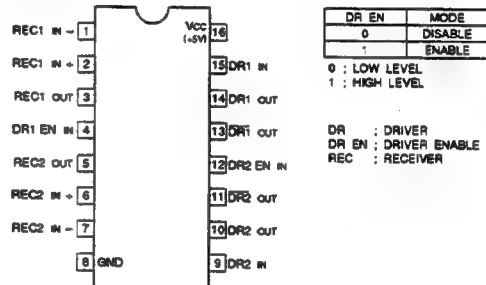 REC1 IN - 1
REC1 IN + 2
REC1 OUT 3
DR1 EN IN 4
REC2 OUT 5
REC2 IN + 6
REC2 IN - 7
8 GND
VCC 16
(+5V)
15 DR1 IN
14 DR1 OUT
13 D̅R̅1̅ OUT
12 DR2 EN IN
11 D̅R̅2̅ OUT
10 DR2 OUT
9 DR2 IN
DR EN MODE
0 DISABLE
1 ENABLE
0 : LOW LEVEL
1 : HIGH LEVEL
DR : DRIVER
DR EN : DRIVER ENABLE
REC : RECEIVER